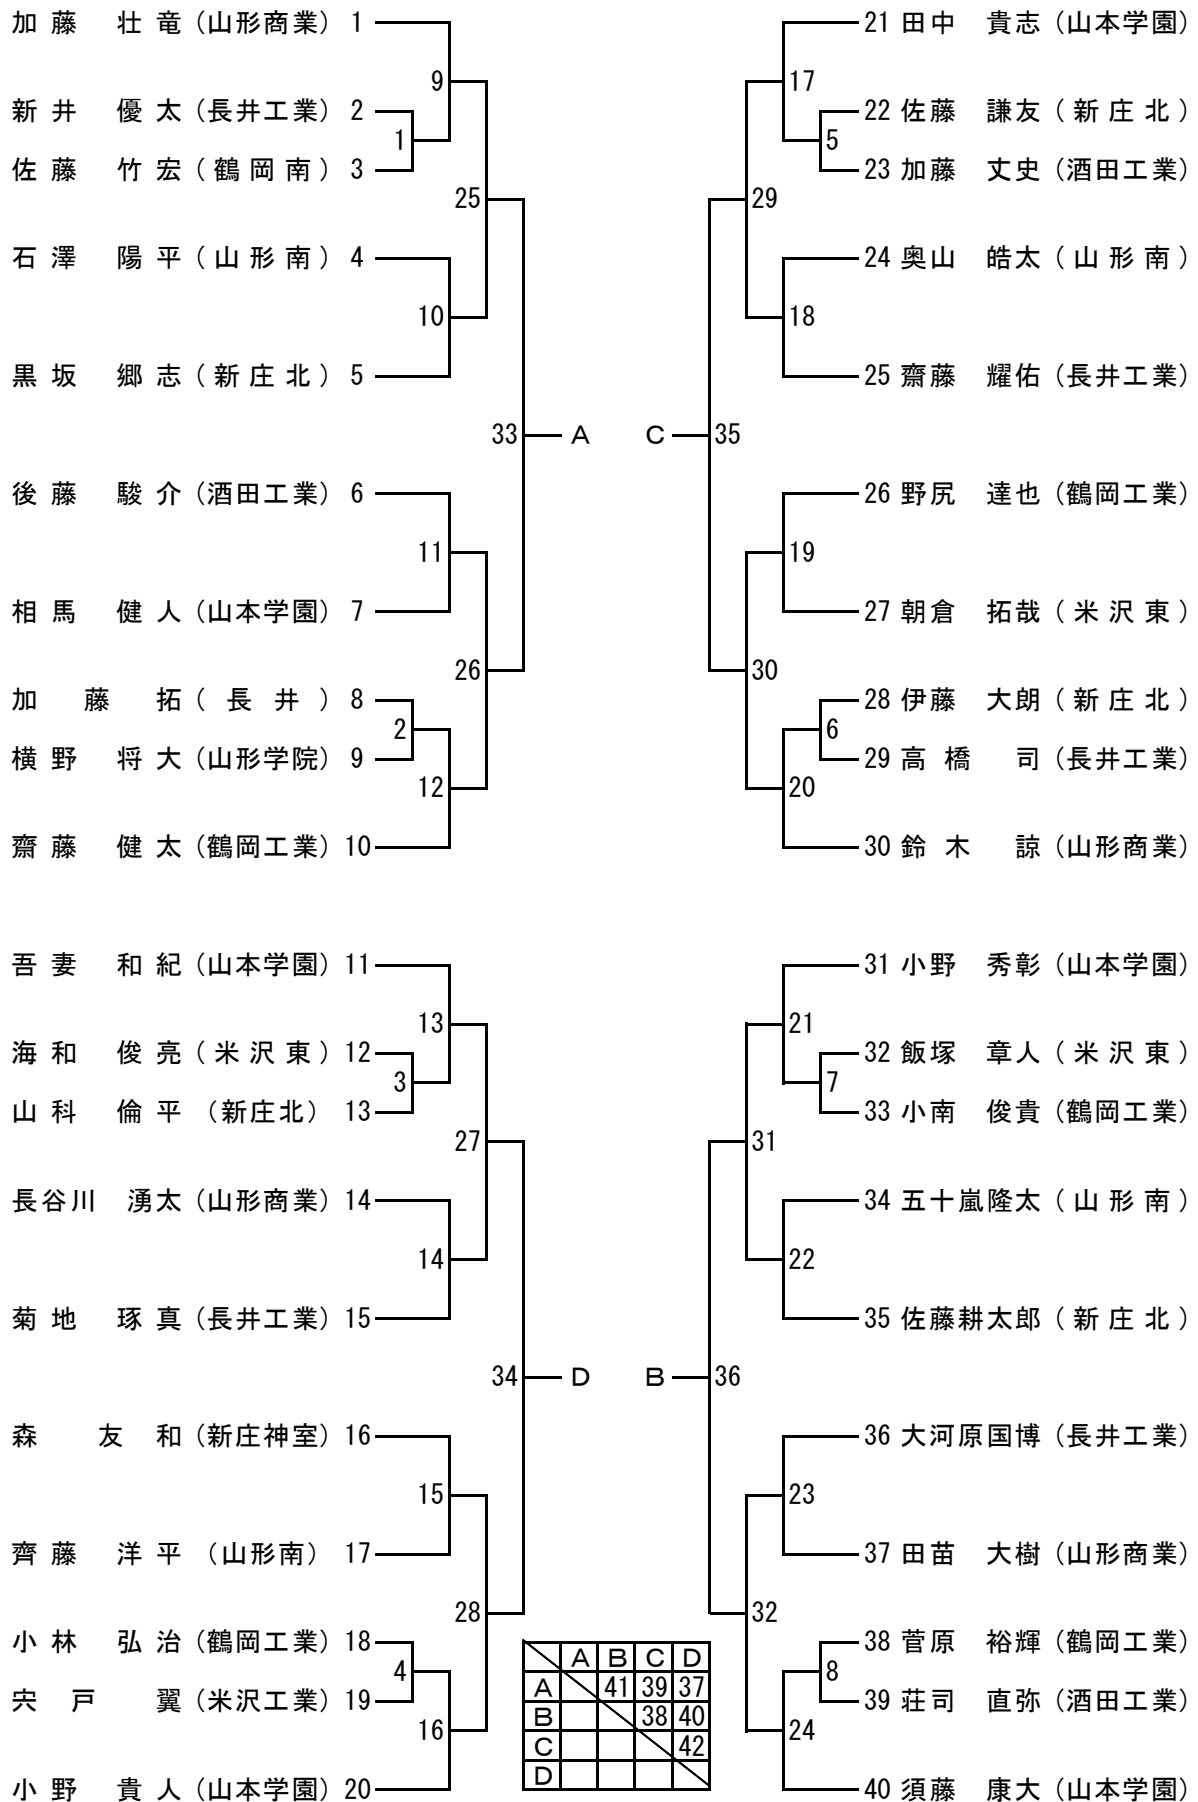 加藤 壮竜 (山形商業) 1
9
新井 優太 (長井工業) 2
1
佐藤 竹宏 (鶴岡南) 3
25
石澤 陽平 (山形南) 4
10
黒坂 郷志 (新庄北) 5
33 A
後藤 駿介 (酒田工業) 6
11
相馬 健人 (山本学園) 7
26
加藤 拓 (長井) 8
2
横野 将大 (山形学院) 9
12
齋藤 健太 (鶴岡工業) 10
吾妻 和紀 (山本学園) 11
13
海和 俊亮 (米沢東) 12
3
山科 倫平 (新庄北) 13
27
長谷川 湧太 (山形商業) 14
14
菊地 琢真 (長井工業) 15
34 D
森 友和 (新庄神室) 16
15
齊藤 洋平 (山形南) 17
28
小林 弘治 (鶴岡工業) 18
4
宍戸 翼 (米沢工業) 19
16
小野 貴人 (山本学園) 20
21 田中 貴志 (山本学園)
17
22 佐藤 謙友 (新庄北)
5
23 加藤 丈史 (酒田工業)
29
24 奥山 皓太 (山形南)
18
25 齋藤 耀佑 (長井工業)
C 35
26 野尻 達也 (鶴岡工業)
19
27 朝倉 拓哉 (米沢東)
30
28 伊藤 大朗 (新庄北)
6
29 高橋 司 (長井工業)
20
30 鈴木 諒 (山形商業)
31 小野 秀彰 (山本学園)
21
32 飯塚 章人 (米沢東)
7
33 小南 俊貴 (鶴岡工業)
31
34 五十嵐隆太 (山形南)
22
35 佐藤耕太郎 (新庄北)
B 36
36 大河原国博 (長井工業)
23
37 田苗 大樹 (山形商業)
32
38 菅原 裕輝 (鶴岡工業)
8
39 荘司 直弥 (酒田工業)
24
40 須藤 康大 (山本学園)
A B C D
A 41 39 37
B 38 40
C 42
D